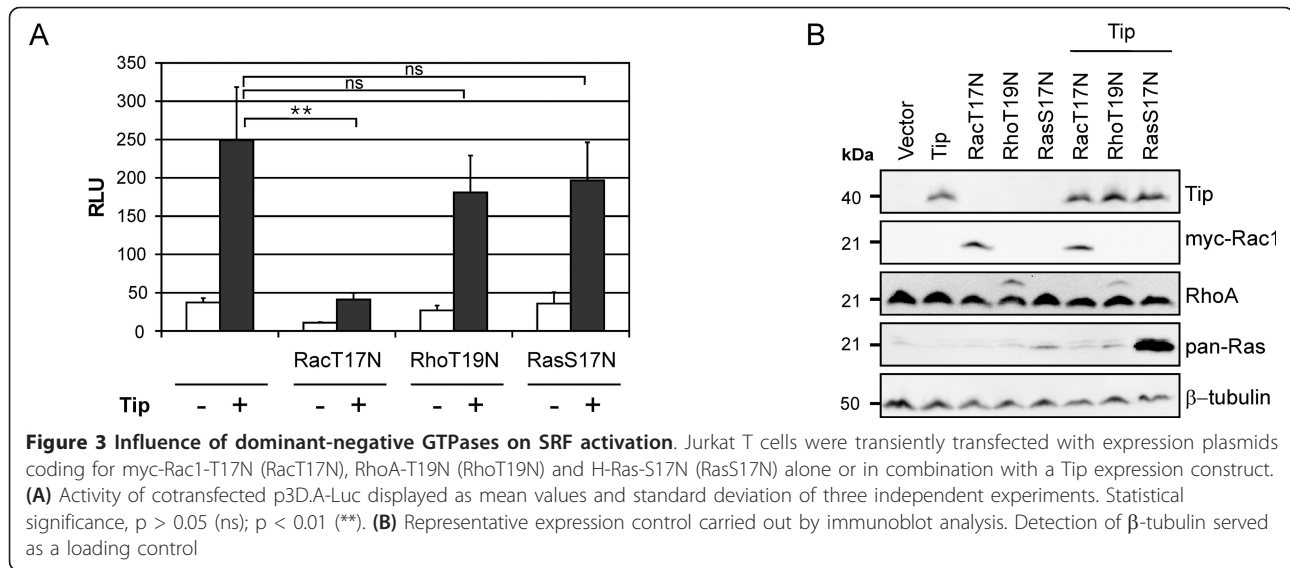 A
350
300
250
200
150
100
50
0
RLU
ns
ns
**
RacT17N RhoT19N RasS17N
Tip - + - + - + - +
B
Tip
Vector Tip RacT17N RhoT19N RasS17N RacT17N RhoT19N RasS17N
kDa
40 Tip
21 myc-Rac1
21 RhoA
21 pan-Ras
50 β–tubulin
Figure 3 Influence of dominant-negative GTPases on SRF activation. Jurkat T cells were transiently transfected with expression plasmids
coding for myc-Rac1-T17N (RacT17N), RhoA-T19N (RhoT19N) and H-Ras-S17N (RasS17N) alone or in combination with a Tip expression construct.
(A) Activity of cotransfected p3D.A-Luc displayed as mean values and standard deviation of three independent experiments. Statistical
significance, p > 0.05 (ns); p < 0.01 (**). (B) Representative expression control carried out by immunoblot analysis. Detection of β-tubulin served
as a loading control